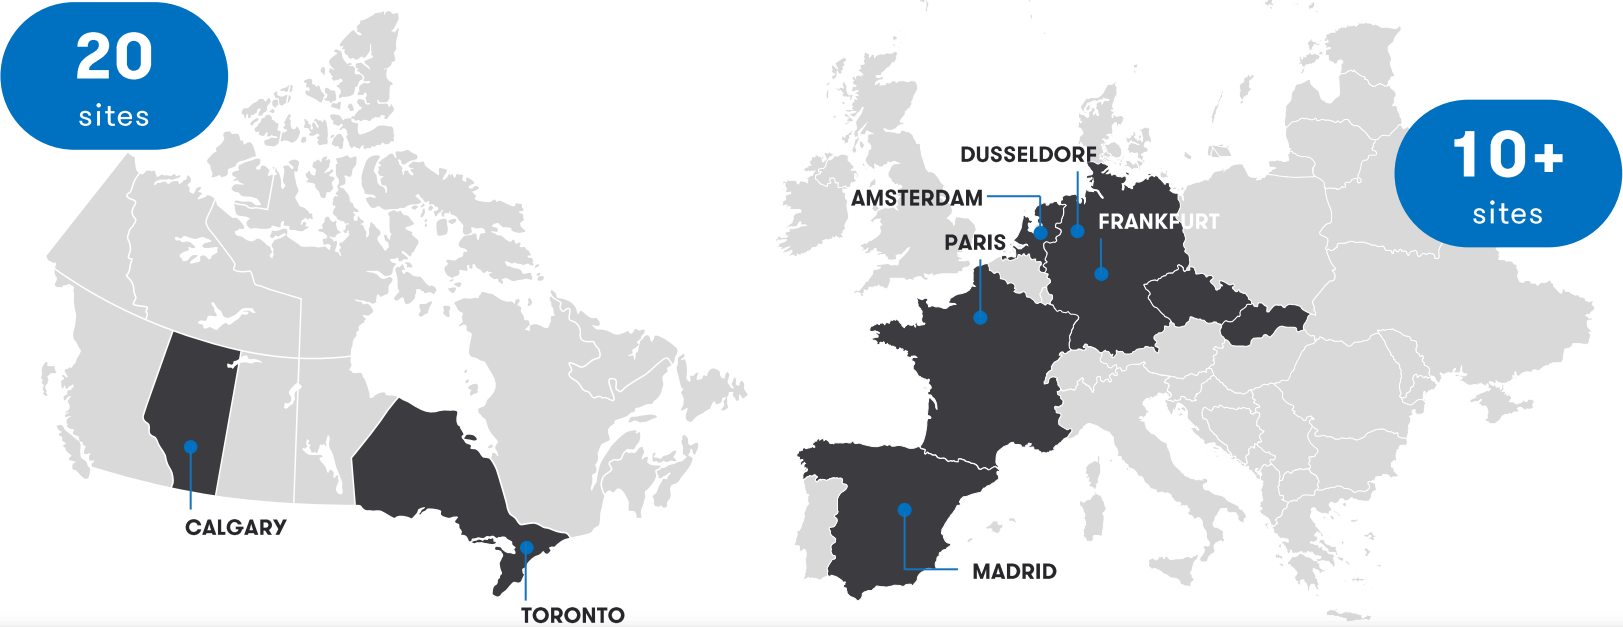 20
sites
CALGARY
TORONTO
10+
sites
DUSSELDORF
AMSTERDAM
FRANKFURT
PARIS
MADRID